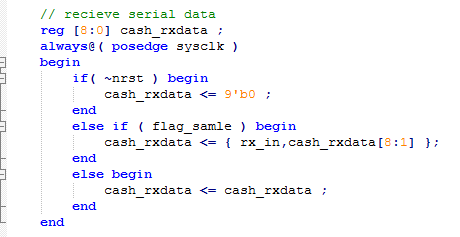 // recieve serial data
reg [8:0] cash_rxdata ;
always@( posedge sysclk )
begin
if( ~nrst ) begin
cash_rxdata <= 9'b0 ;
end
else if ( flag_samle ) begin
cash_rxdata <= { rx_in,cash_rxdata[8:1] };
end
else begin
cash_rxdata <= cash_rxdata ;
end
end